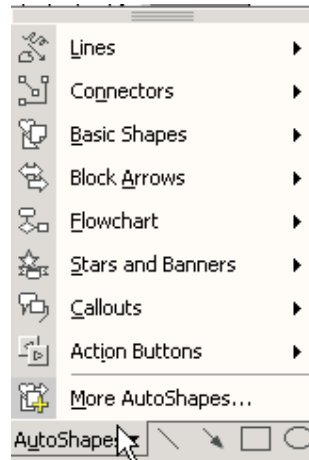 Lines
Connectors
Basic Shapes
Block Arrows
Flowchart
Stars and Banners
Callouts
Action Buttons
More AutoShapes...
AutoShapes